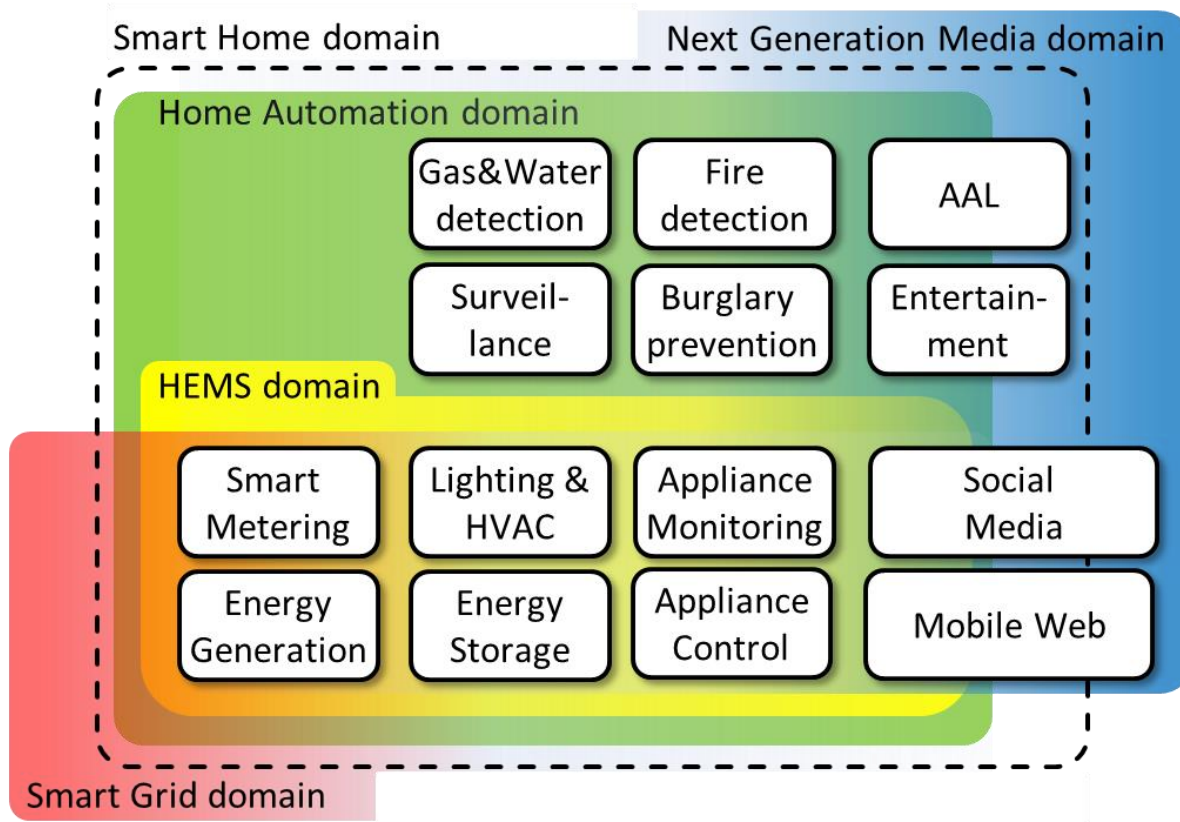 Smart Home domain
Next Generation Media domain
Home Automation domain
Gas&Water
detection
Fire
detection
AAL
Surveil-
lance
Burglary
prevention
Entertain-
ment
HEMS domain
Smart
Metering
Lighting &
HVAC
Appliance
Monitoring
Social
Media
Energy
Generation
Energy
Storage
Appliance
Control
Mobile Web
Smart Grid domain